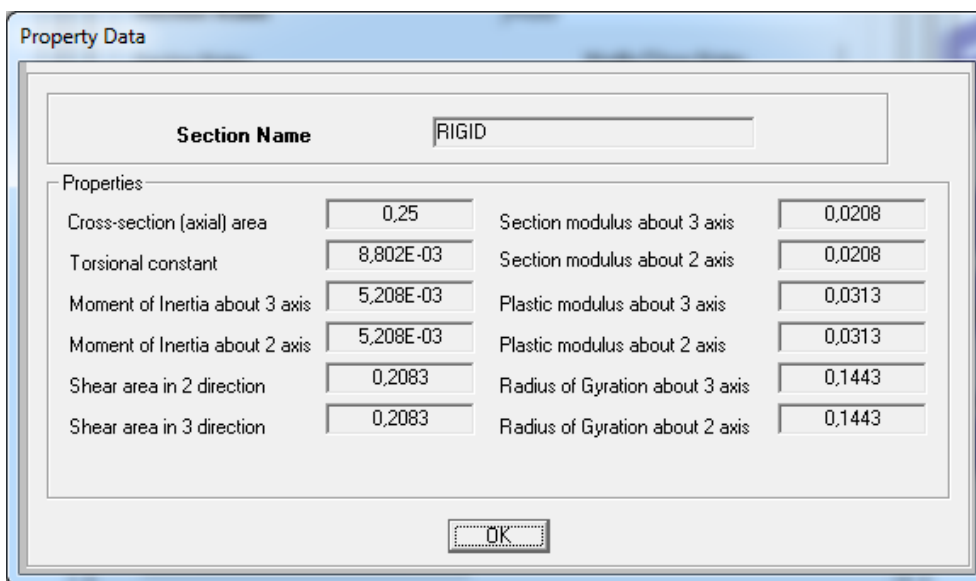 Property Data
Section Name RIGID
Properties
Cross-section (axial) area 0,25 Section modulus about 3 axis 0,0208
Torsional constant 8,802E-03 Section modulus about 2 axis 0,0208
Moment of Inertia about 3 axis 5,208E-03 Plastic modulus about 3 axis 0,0313
Moment of Inertia about 2 axis 5,208E-03 Plastic modulus about 2 axis 0,0313
Shear area in 2 direction 0,2083 Radius of Gyration about 3 axis 0,1443
Shear area in 3 direction 0,2083 Radius of Gyration about 2 axis 0,1443
OK